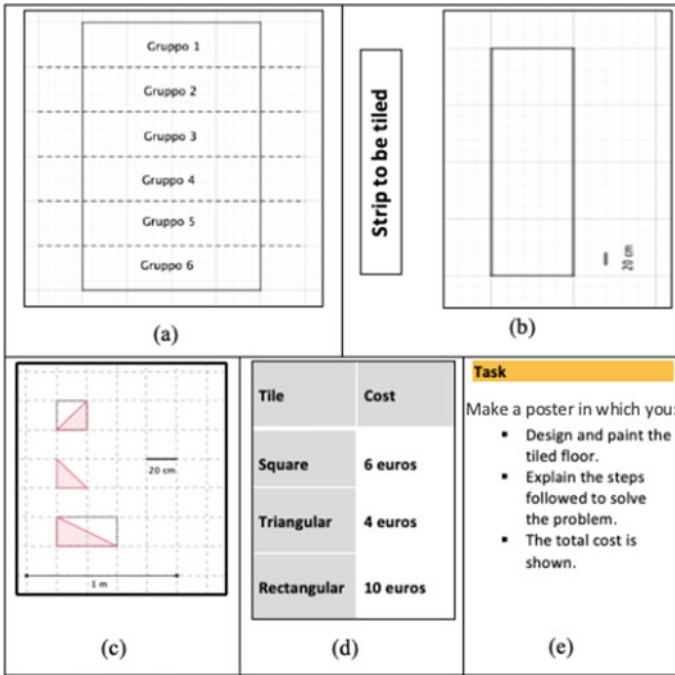 Gruppo 1
Gruppo 2
Gruppo 3
Gruppo 4
Gruppo 5
Gruppo 6
(a)
Strip to be tiled
20 cm
(b)
20 cm
1 m
(c)
Tile Cost
Square 6 euros
Triangular 4 euros
Rectangular 10 euros
(d)
Task
Make a poster in which you:
▪ Design and paint the
tiled floor.
▪ Explain the steps
followed to solve
the problem.
▪ The total cost is
shown.
(e)